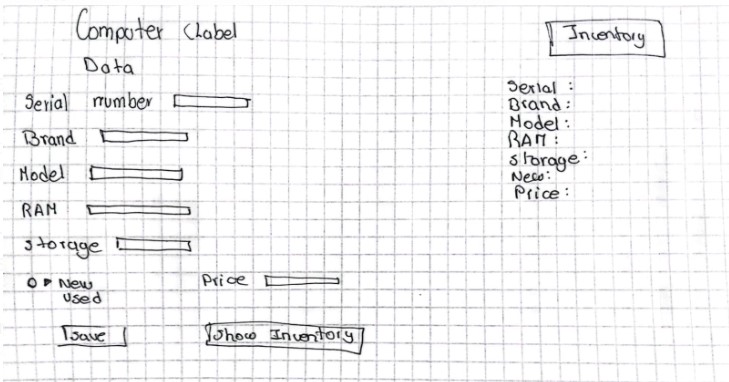 Computer (Label
Data
Serial number
Brand
Model
RAM
Storage
New
Used
Price
Save
Show Inventory
Inventory
Serial :
Brand :
Model :
RAM :
Storage:
New:
Price :